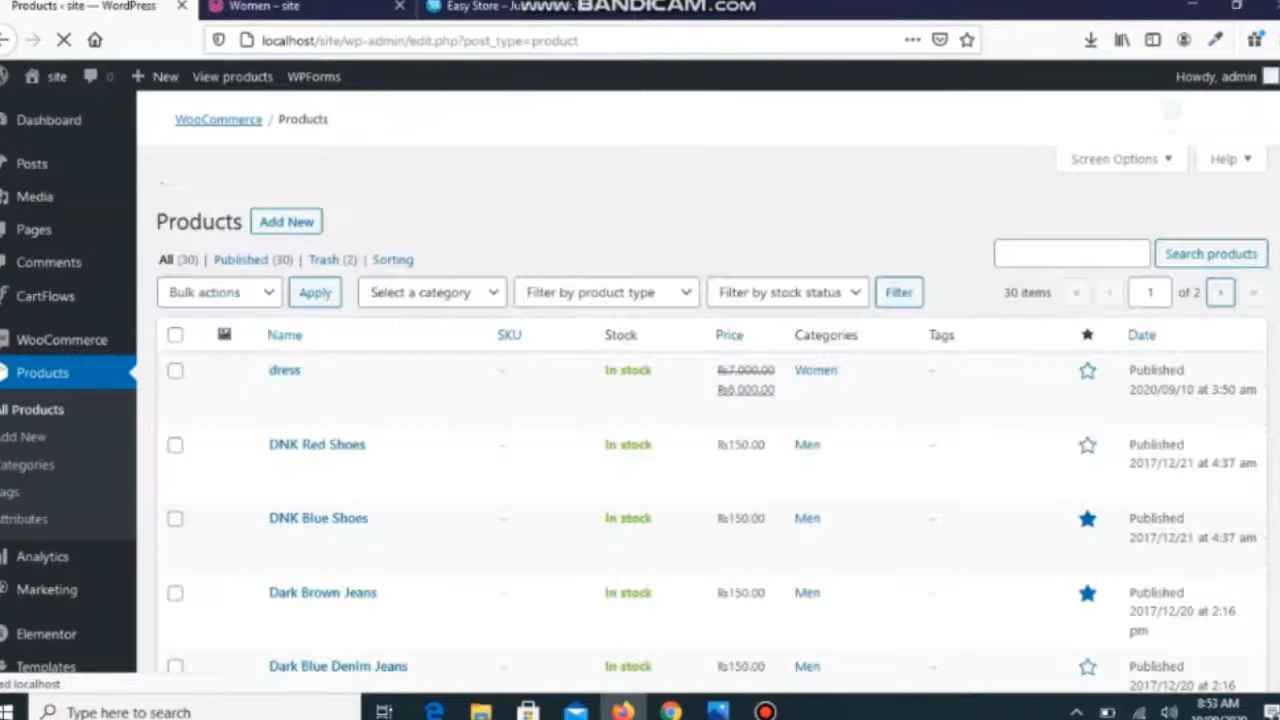 Products ‹ site — WordPress
Women – site
Easy Store – Ju
www.BANDICAM.com
localhost/site/wp-admin/edit.php?post_type=product
site
0
New
View products
WPForms
Howdy, admin
Dashboard
Posts
Media
Pages
Comments
CartFlows
WooCommerce
Products
ll Products
dd New
ategories
ags
ttributes
Analytics
Marketing
Elementor
Templates
WooCommerce / Products
Screen Options
Help
Products
Add New
All (30) | Published (30) | Trash (2) | Sorting
Search products
Bulk actions
Apply
Select a category
Filter by product type
Filter by stock status
Filter
30 items « ‹ 1 of 2 › »
Name SKU Stock Price Categories Tags Date
dress – In stock ₨7,000.00 Women – Published
₨6,000.00 2020/09/10 at 3:50 am
DNK Red Shoes – In stock ₨150.00 Men – Published
2017/12/21 at 4:37 am
DNK Blue Shoes – In stock ₨150.00 Men – Published
2017/12/21 at 4:37 am
Dark Brown Jeans – In stock ₨150.00 Men – Published
2017/12/20 at 2:16
pm
Dark Blue Denim Jeans – In stock ₨150.00 Men – Published
2017/12/20 at 2:16
ed localhost
Type here to search
8:53 AM